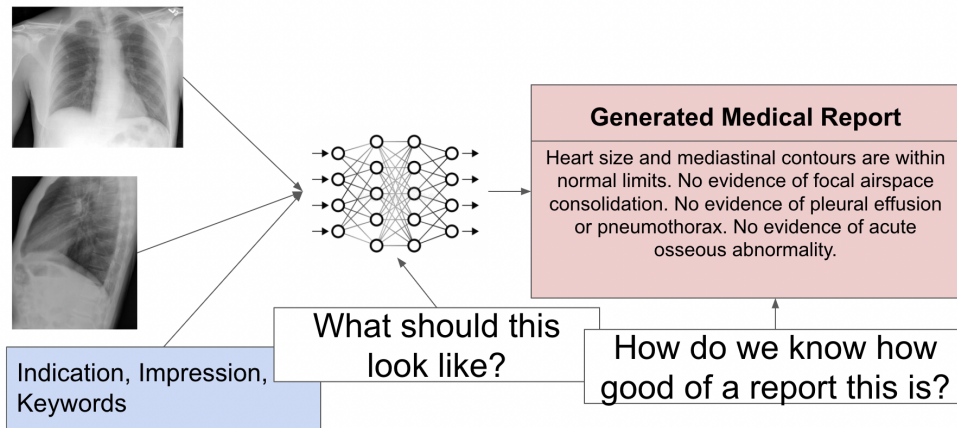 Generated Medical Report
Heart size and mediastinal contours are within
normal limits. No evidence of focal airspace
consolidation. No evidence of pleural effusion
or pneumothorax. No evidence of acute
osseous abnormality.
What should this
look like?
How do we know how
good of a report this is?
Indication, Impression,
Keywords